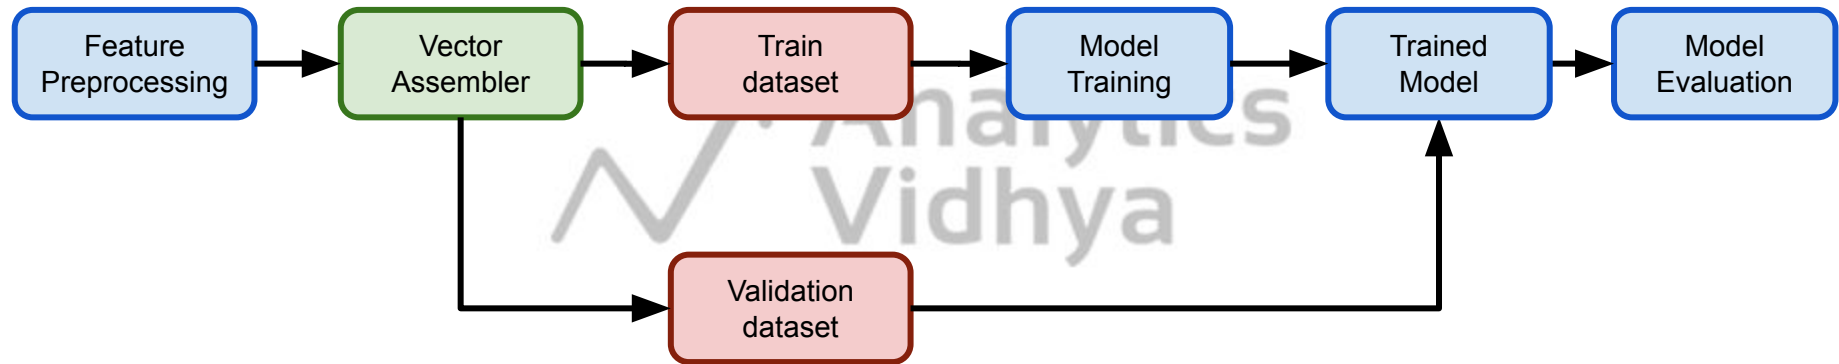 Feature
Preprocessing
Vector
Assembler
Train
dataset
Model
Training
Trained
Model
Model
Evaluation
Analytics
Vidhya
Validation
dataset